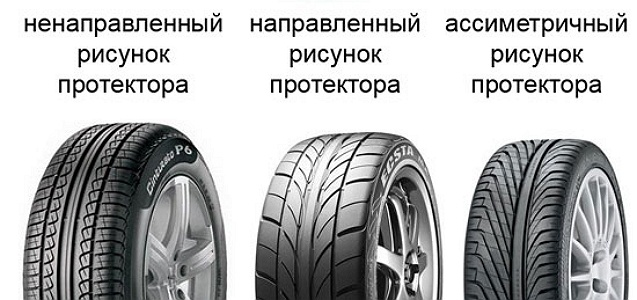 ненаправленный
рисунок
протектора
направленный
рисунок
протектора
ассиметричный
рисунок
протектора
Cinturato P6
ECSTA